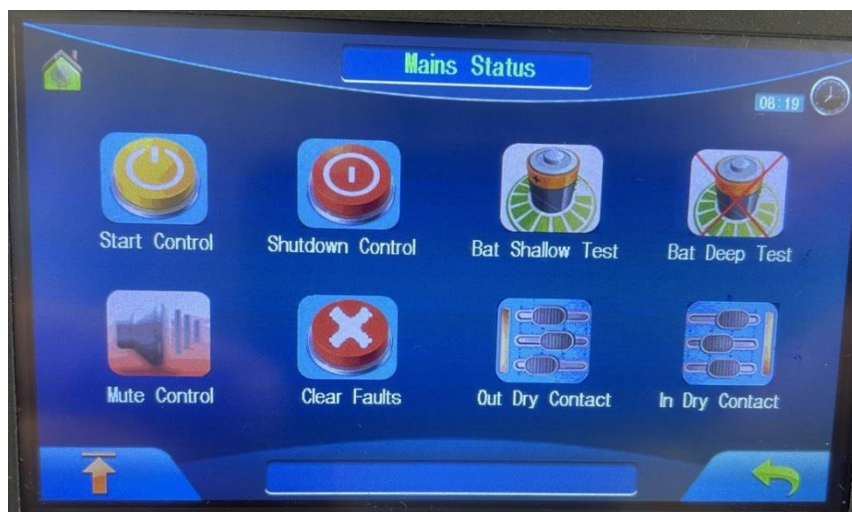 Mains Status
08:19
Start Control
Shutdown Control
Bat Shallow Test
Bat Deep Test
Mute Control
Clear Faults
Out Dry Contact
In Dry Contact